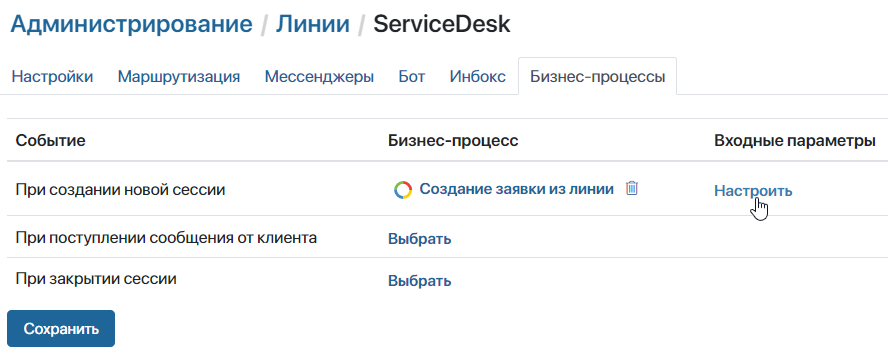 Администрирование / Линии / ServiceDesk
Настройки Маршрутизация Мессенджеры Бот Инбокс Бизнес-процессы
Событие Бизнес-процесс Входные параметры
При создании новой сессии Создание заявки из линии Настроить
При поступлении сообщения от клиента Выбрать
При закрытии сессии Выбрать
Сохранить